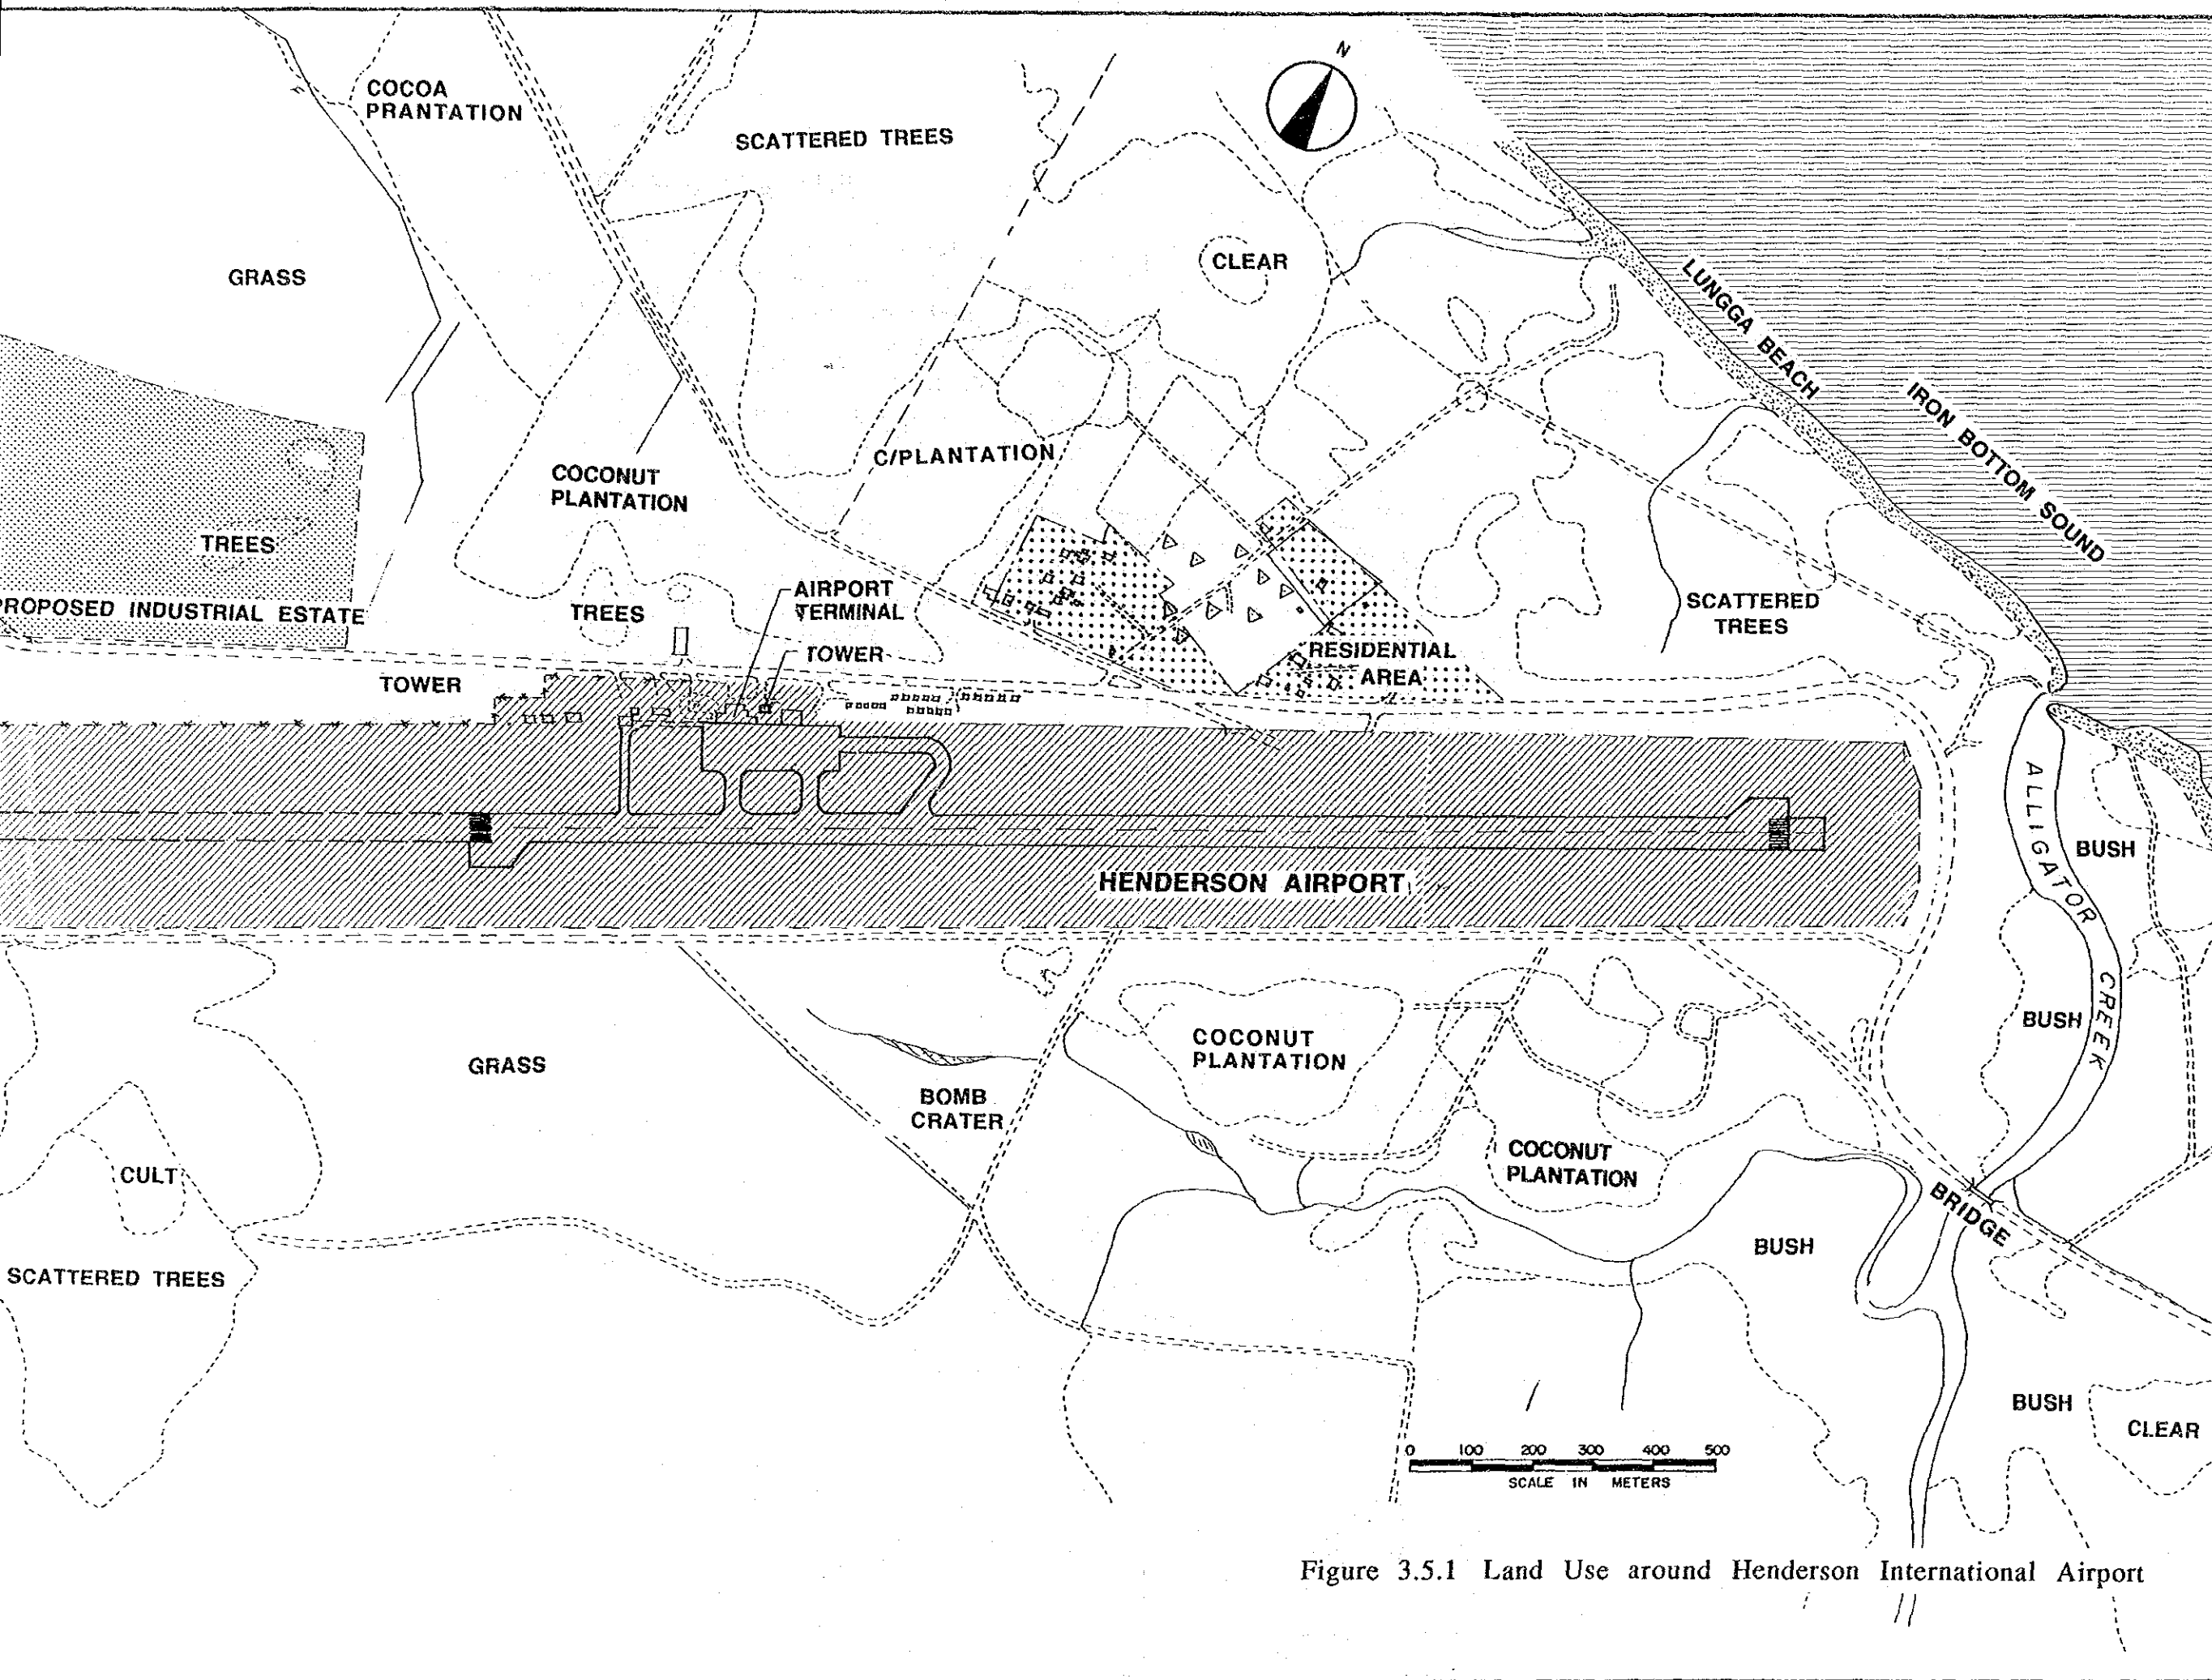 N
COCOA
PRANTATION
SCATTERED TREES
GRASS
CLEAR
LUNGGA BEACH
IRON BOTTOM SOUND
C/PLANTATION
COCONUT
PLANTATION
TREES
PROPOSED INDUSTRIAL ESTATE
TREES
AIRPORT
TERMINAL
TOWER
TOWER
SCATTERED
TREES
RESIDENTIAL
AREA
HENDERSON AIRPORT
ALLIGATOR CREEK
BUSH
BUSH
GRASS
COCONUT
PLANTATION
BOMB
CRATER
COCONUT
PLANTATION
CULT
BRIDGE
BUSH
SCATTERED TREES
BUSH
CLEAR
0 100 200 300 400 500
SCALE IN METERS
Figure 3.5.1 Land Use around Henderson International Airport